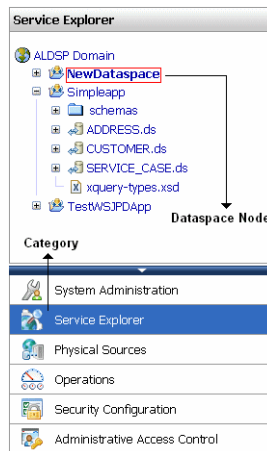 Service Explorer
ALDSP Domain
NewDataspace
Simpleapp
schemas
ADDRESS.ds
CUSTOMER.ds
SERVICE_CASE.ds
xquery-types.xsd
TestWSJPDApp
Dataspace Node
Category
System Administration
Service Explorer
Physical Sources
Operations
Security Configuration
Administrative Access Control